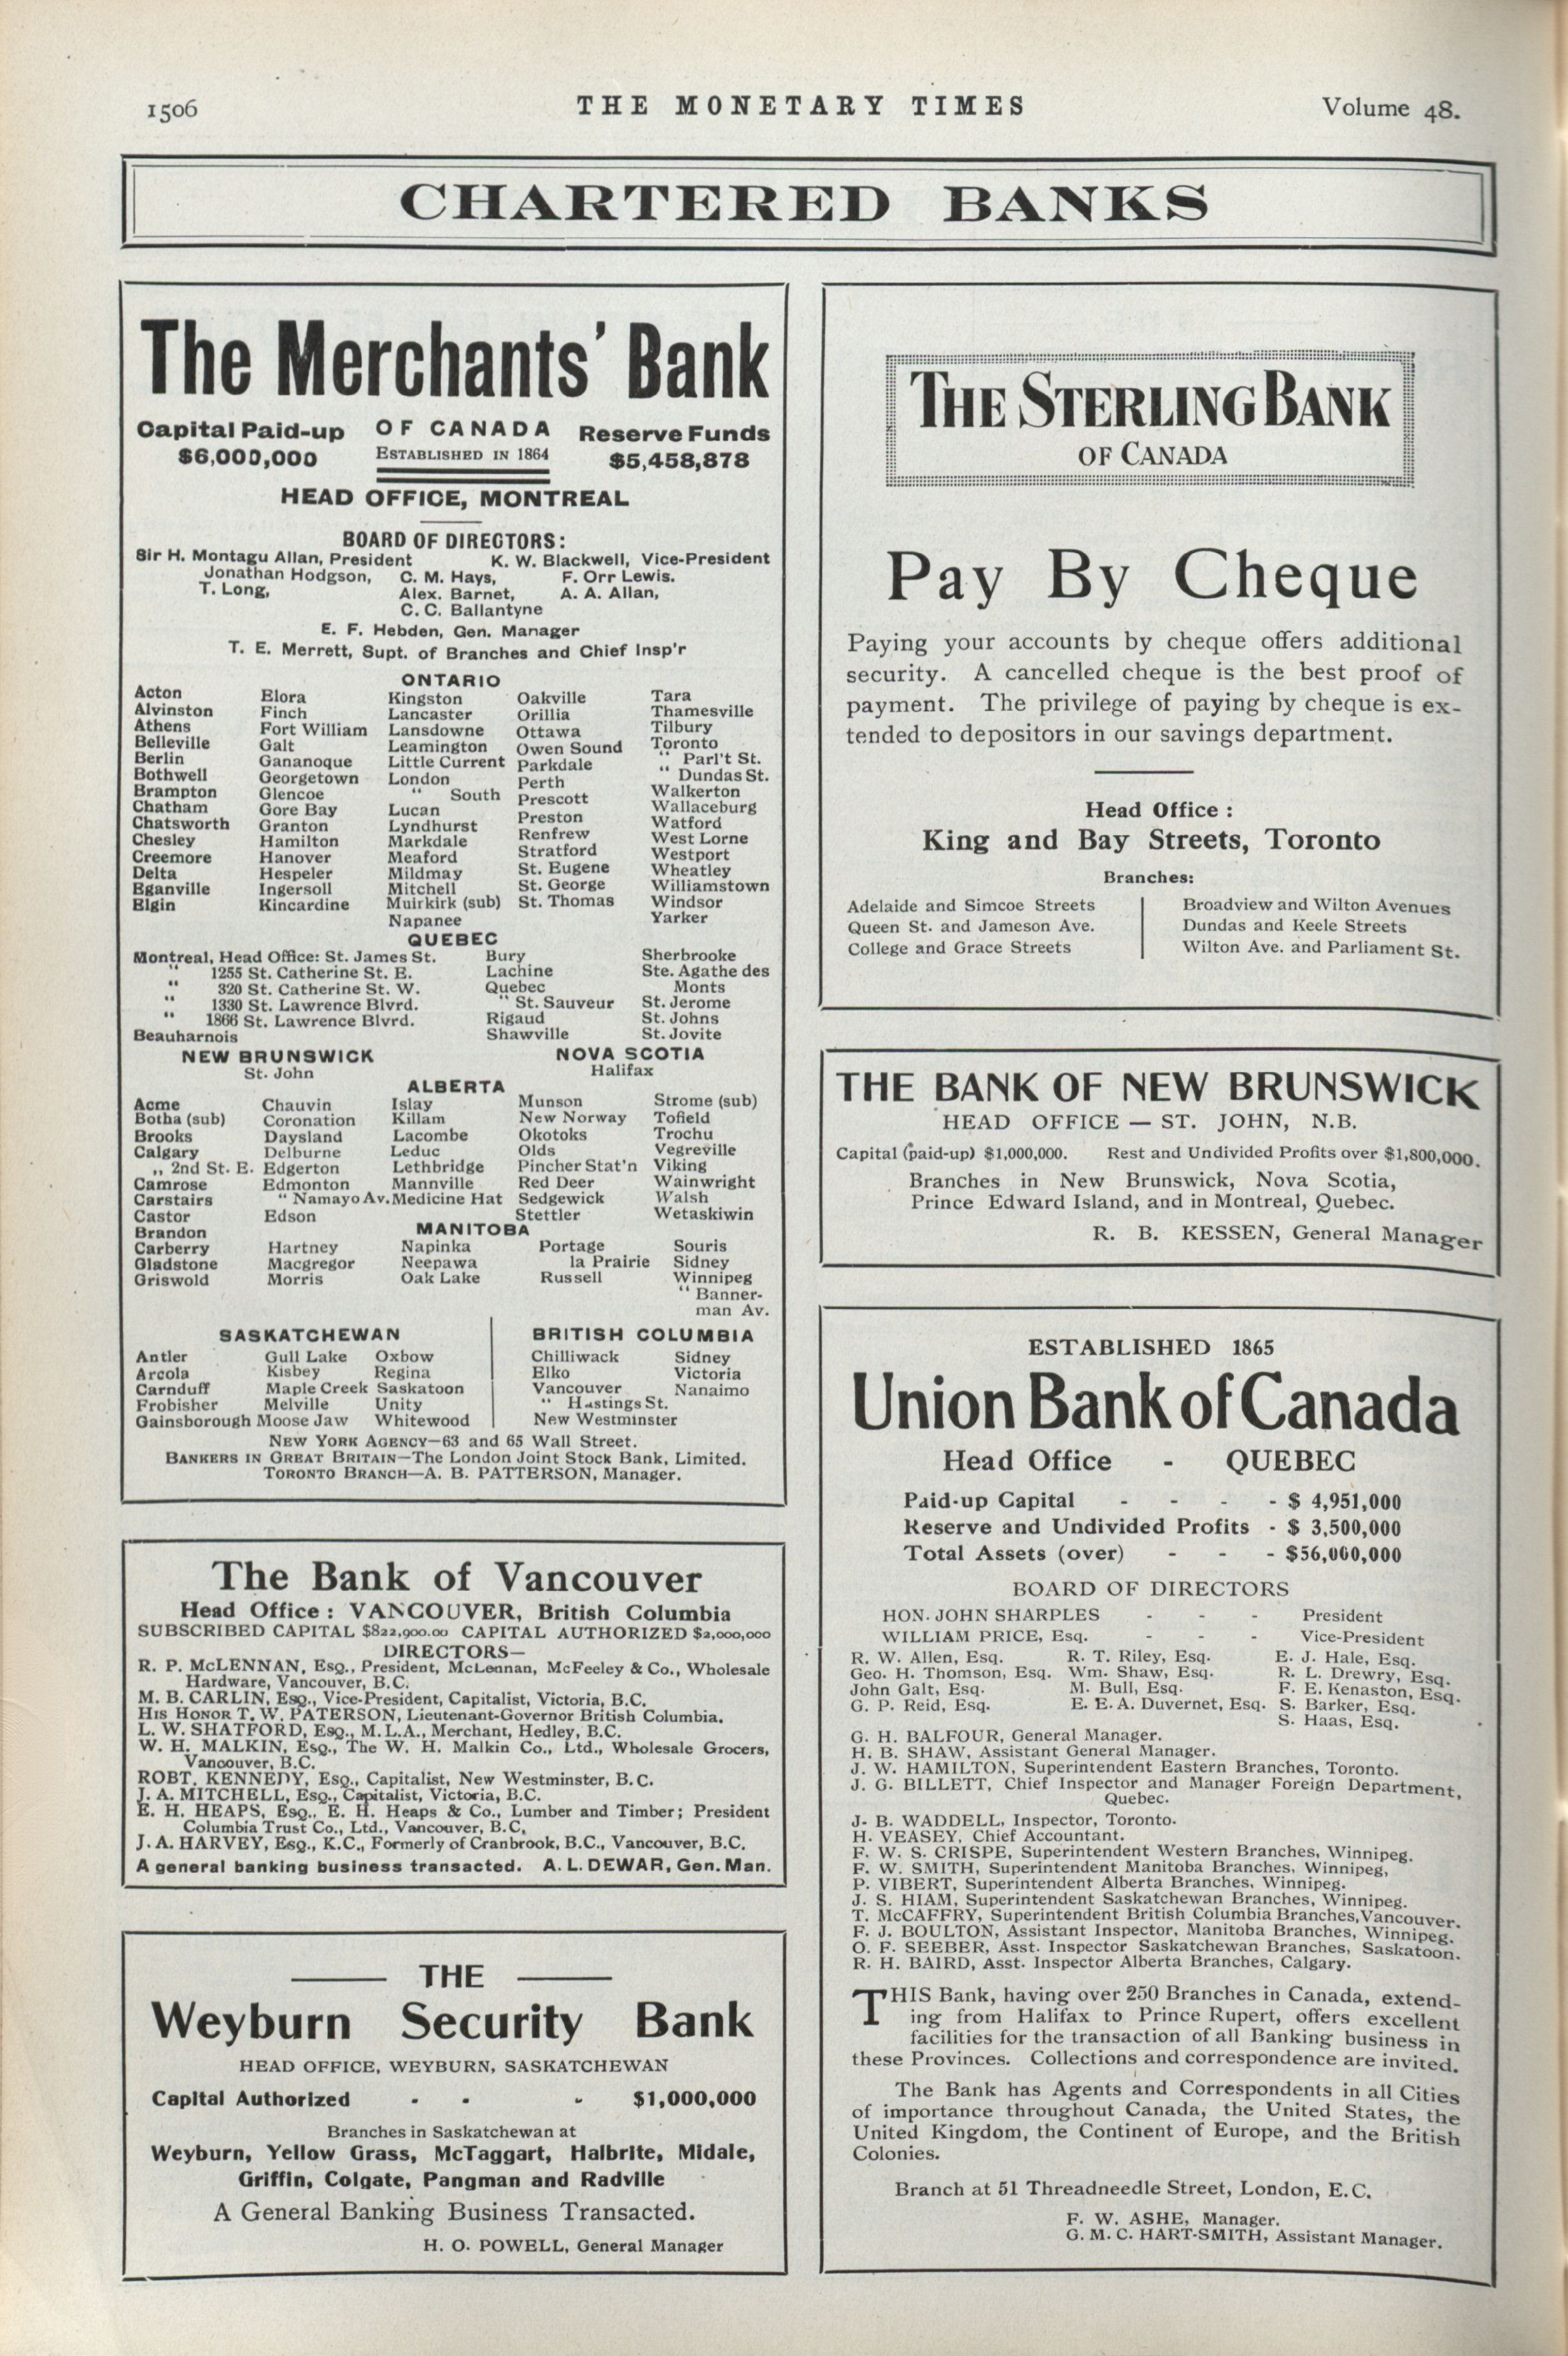 1506
THE MONETARY TIMES
Volume 48.
CHARTERED BANKS
The Merchants' Bank
Capital Paid-up OF CANADA Reserve Funds
$6,000,000 ESTABLISHED IN 1864 $5,458,878
HEAD OFFICE, MONTREAL
BOARD OF DIRECTORS:
Sir H. Montagu Allan, President K. W. Blackwell, Vice-President
Jonathan Hodgson, C. M. Hays, F. Orr Lewis.
T. Long, Alex. Barnet, A. A. Allan,
C. C. Ballantyne
E. F. Hebden, Gen. Manager
T. E. Merrett, Supt. of Branches and Chief Insp'r
ONTARIO
Acton Elora Kingston Oakville Tara
Alvinston Finch Lancaster Orillia Thamesville
Athens Fort William Lansdowne Ottawa Tilbury
Belleville Galt Leamington Owen Sound Toronto
Berlin Gananoque Little Current Parkdale " Parl't St.
Bothwell Georgetown London Perth " Dundas St.
Brampton Glencoe " South Prescott Walkerton
Chatham Gore Bay Lucan Preston Wallaceburg
Chatsworth Granton Lyndhurst Renfrew Watford
Chesley Hamilton Markdale Stratford West Lorne
Creemore Hanover Meaford St. Eugene Westport
Delta Hespeler Mildmay St. George Wheatley
Eganville Ingersoll Mitchell St. Thomas Williamstown
Elgin Kincardine Muirkirk (sub) Windsor
Napanee Yarker
QUEBEC
Montreal, Head Office: St. James St. Bury Sherbrooke
" 1255 St. Catherine St. E. Lachine Ste. Agathe des
" 320 St. Catherine St. W. Quebec Monts
" 1330 St. Lawrence Blvrd. " St. Sauveur St. Jerome
" 1866 St. Lawrence Blvrd. Rigaud St. Johns
Beauharnois Shawville St. Jovite
NEW BRUNSWICK NOVA SCOTIA
St. John Halifax
ALBERTA
Acme Chauvin Islay Munson Strome (sub)
Botha (sub) Coronation Killam New Norway Tofield
Brooks Daysland Lacombe Okotoks Trochu
Calgary Delburne Leduc Olds Vegreville
,, 2nd St. E. Edgerton Lethbridge Pincher Stat'n Viking
Camrose Edmonton Mannville Red Deer Wainwright
Carstairs " Namayo Av. Medicine Hat Sedgewick Walsh
Castor Edson Stettler Wetaskiwin
MANITOBA
Brandon
Carberry Hartney Napinka Portage Souris
Gladstone Macgregor Neepawa la Prairie Sidney
Griswold Morris Oak Lake Russell Winnipeg
" Banner-
man Av.
SASKATCHEWAN
Antler Gull Lake Oxbow
Arcola Kisbey Regina
Carnduff Maple Creek Saskatoon
Frobisher Melville Unity
Gainsborough Moose Jaw Whitewood
BRITISH COLUMBIA
Chilliwack Sidney
Elko Victoria
Vancouver Nanaimo
" Hastings St.
New Westminster
NEW YORK AGENCY—63 and 65 Wall Street.
BANKERS IN GREAT BRITAIN—The London Joint Stock Bank, Limited.
TORONTO BRANCH—A. B. PATTERSON, Manager.
The Bank of Vancouver
Head Office : VANCOUVER, British Columbia
SUBSCRIBED CAPITAL $822,900.00 CAPITAL AUTHORIZED $2,000,000
DIRECTORS—
R. P. McLENNAN, Esq., President, McLennan, McFeeley & Co., Wholesale
Hardware, Vancouver, B.C.
M. B. CARLIN, Esq., Vice-President, Capitalist, Victoria, B.C.
HIS HONOR T. W. PATERSON, Lieutenant-Governor British Columbia.
L. W. SHATFORD, Esq., M.L.A., Merchant, Hedley, B.C.
W. H. MALKIN, Esq., The W. H. Malkin Co., Ltd., Wholesale Grocers,
Vancouver, B.C.
ROBT. KENNEDY, Esq., Capitalist, New Westminster, B.C.
J. A. MITCHELL, Esq., Capitalist, Victoria, B.C.
E. H. HEAPS, Esq., E. H. Heaps & Co., Lumber and Timber; President
Columbia Trust Co., Ltd., Vancouver, B.C.
J. A. HARVEY, Esq., K.C., Formerly of Cranbrook, B.C., Vancouver, B.C.
A general banking business transacted. A. L. DEWAR, Gen. Man.
THE
Weyburn Security Bank
HEAD OFFICE, WEYBURN, SASKATCHEWAN
Capital Authorized - - - $1,000,000
Branches in Saskatchewan at
Weyburn, Yellow Grass, McTaggart, Halbrite, Midale,
Griffin, Colgate, Pangman and Radville
A General Banking Business Transacted.
H. O. POWELL, General Manager
THE STERLING BANK
OF CANADA
Pay By Cheque
Paying your accounts by cheque offers additional
security. A cancelled cheque is the best proof of
payment. The privilege of paying by cheque is ex-
tended to depositors in our savings department.
Head Office :
King and Bay Streets, Toronto
Branches:
Adelaide and Simcoe Streets
Queen St. and Jameson Ave.
College and Grace Streets
Broadview and Wilton Avenues
Dundas and Keele Streets
Wilton Ave. and Parliament St.
THE BANK OF NEW BRUNSWICK
HEAD OFFICE — ST. JOHN, N.B.
Capital (paid-up) $1,000,000. Rest and Undivided Profits over $1,800,000.
Branches in New Brunswick, Nova Scotia,
Prince Edward Island, and in Montreal, Quebec.
R. B. KESSEN, General Manager
ESTABLISHED 1865
Union Bank of Canada
Head Office - QUEBEC
Paid-up Capital - - - - $ 4,951,000
Reserve and Undivided Profits - $ 3,500,000
Total Assets (over) - - - $56,000,000
BOARD OF DIRECTORS
HON. JOHN SHARPLES - - - President
WILLIAM PRICE, Esq. - - - Vice-President
R. W. Allen, Esq. R. T. Riley, Esq. E. J. Hale, Esq.
Geo. H. Thomson, Esq. Wm. Shaw, Esq. R. L. Drewry, Esq.
John Galt, Esq. M. Bull, Esq. F. E. Kenaston, Esq.
G. P. Reid, Esq. E. E. A. Duvernet, Esq. S. Barker, Esq.
S. Haas, Esq.
G. H. BALFOUR, General Manager.
H. B. SHAW, Assistant General Manager.
J. W. HAMILTON, Superintendent Eastern Branches, Toronto.
J. G. BILLETT, Chief Inspector and Manager Foreign Department,
Quebec.
J. B. WADDELL, Inspector, Toronto.
H. VEASEY, Chief Accountant.
F. W. S. CRISPE, Superintendent Western Branches, Winnipeg.
F. W. SMITH, Superintendent Manitoba Branches, Winnipeg,
P. VIBERT, Superintendent Alberta Branches, Winnipeg.
J. S. HIAM, Superintendent Saskatchewan Branches, Winnipeg.
T. McCAFFRY, Superintendent British Columbia Branches, Vancouver.
F. J. BOULTON, Assistant Inspector, Manitoba Branches, Winnipeg.
O. F. SEEBER, Asst. Inspector Saskatchewan Branches, Saskatoon.
R. H. BAIRD, Asst. Inspector Alberta Branches, Calgary.
THIS Bank, having over 250 Branches in Canada, extend-
ing from Halifax to Prince Rupert, offers excellent
facilities for the transaction of all Banking business in
these Provinces. Collections and correspondence are invited.
The Bank has Agents and Correspondents in all Cities
of importance throughout Canada, the United States, the
United Kingdom, the Continent of Europe, and the British
Colonies.
Branch at 51 Threadneedle Street, London, E.C.
F. W. ASHE, Manager.
G. M. C. HART-SMITH, Assistant Manager.